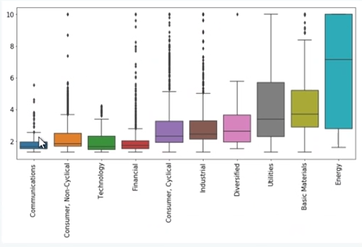 10
8
6
4
2
Communications
Consumer, Non-Cyclical
Technology
Financial
Consumer, Cyclical
Industrial
Diversified
Utilities
Basic Materials
Energy